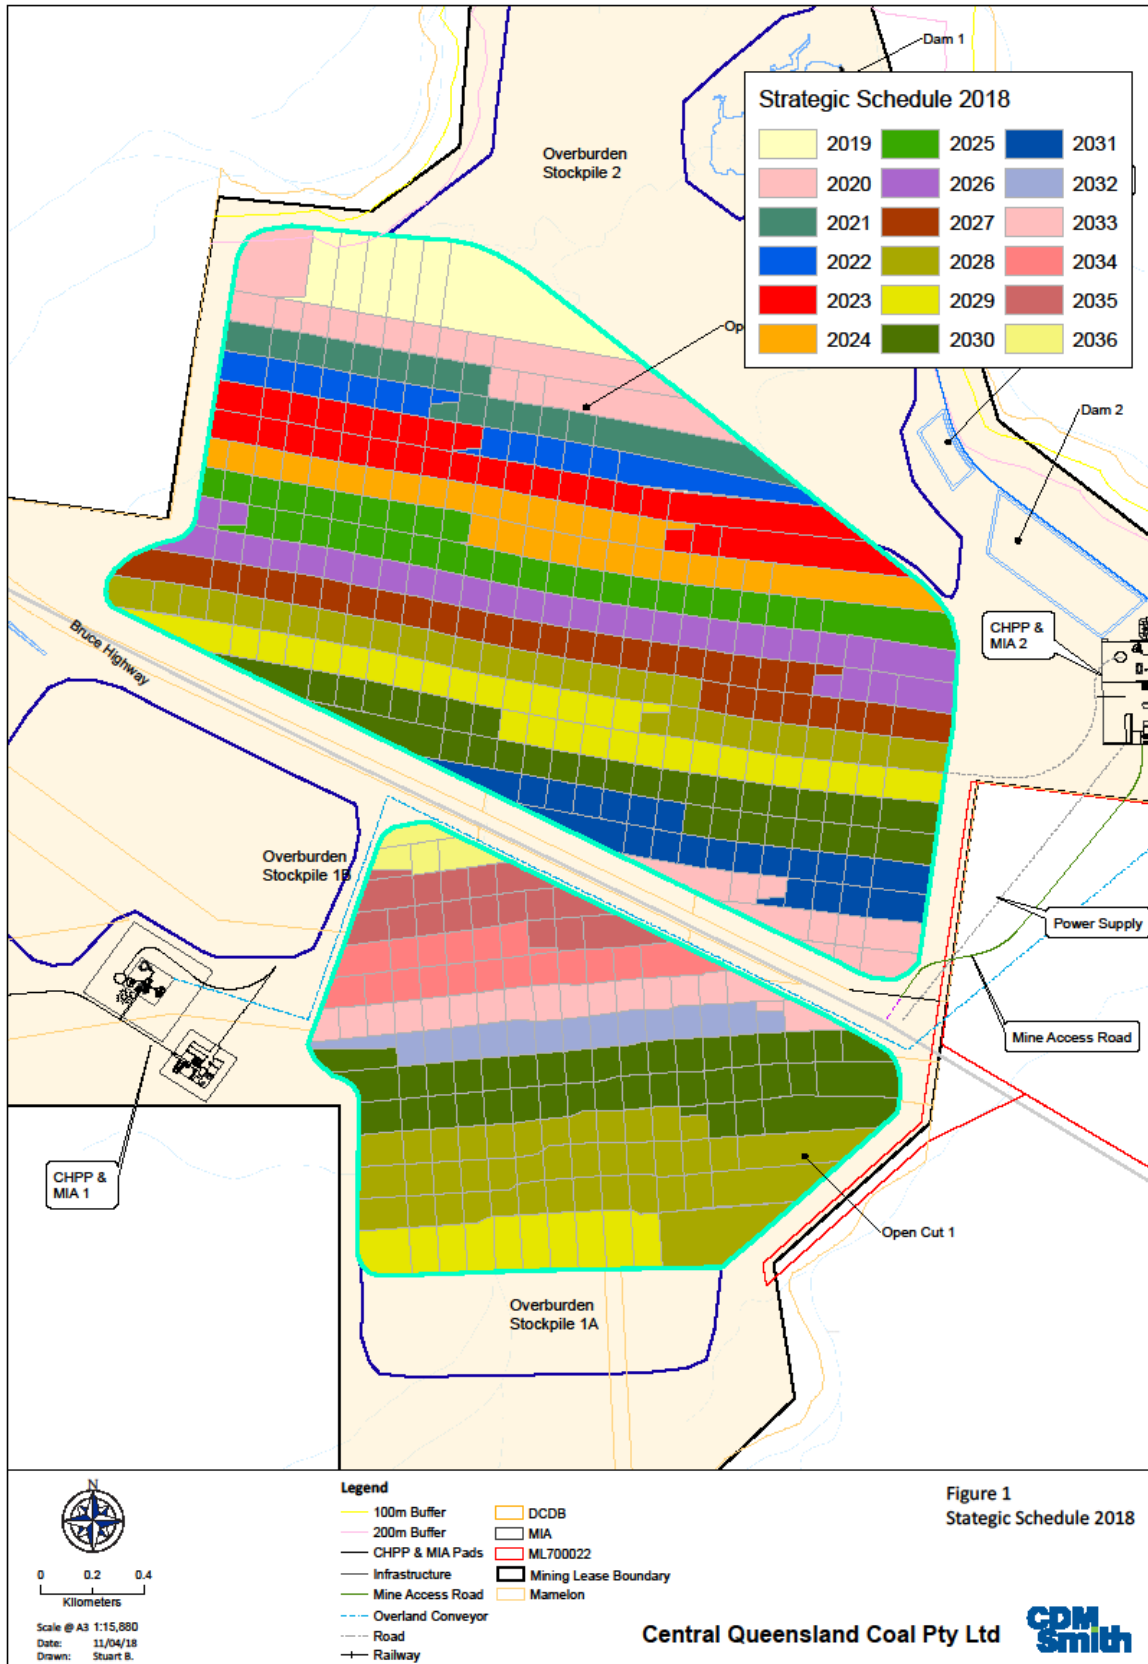 Dam 1
Strategic Schedule 2018
2019
2025
2031
2020
2026
2032
2021
2027
2033
2022
2028
2034
2023
2029
2035
2024
2030
2036
Overburden
Stockpile 2
Op
Dam 2
CHPP &
MIA 2
Bruce Highway
Overburden
Stockpile 1B
Power Supply
Mine Access Road
CHPP &
MIA 1
Open Cut 1
Overburden
Stockpile 1A
N
0 0.2 0.4
Kilometers
Scale @ A3 1:15,880
Date: 11/04/18
Drawn: Stuart B.
Legend
100m Buffer
200m Buffer
CHPP & MIA Pads
Infrastructure
Mine Access Road
Overland Conveyor
Road
Railway
DCDB
MIA
ML700022
Mining Lease Boundary
Mamelon
Figure 1
Stategic Schedule 2018
Central Queensland Coal Pty Ltd
CDM
Smith